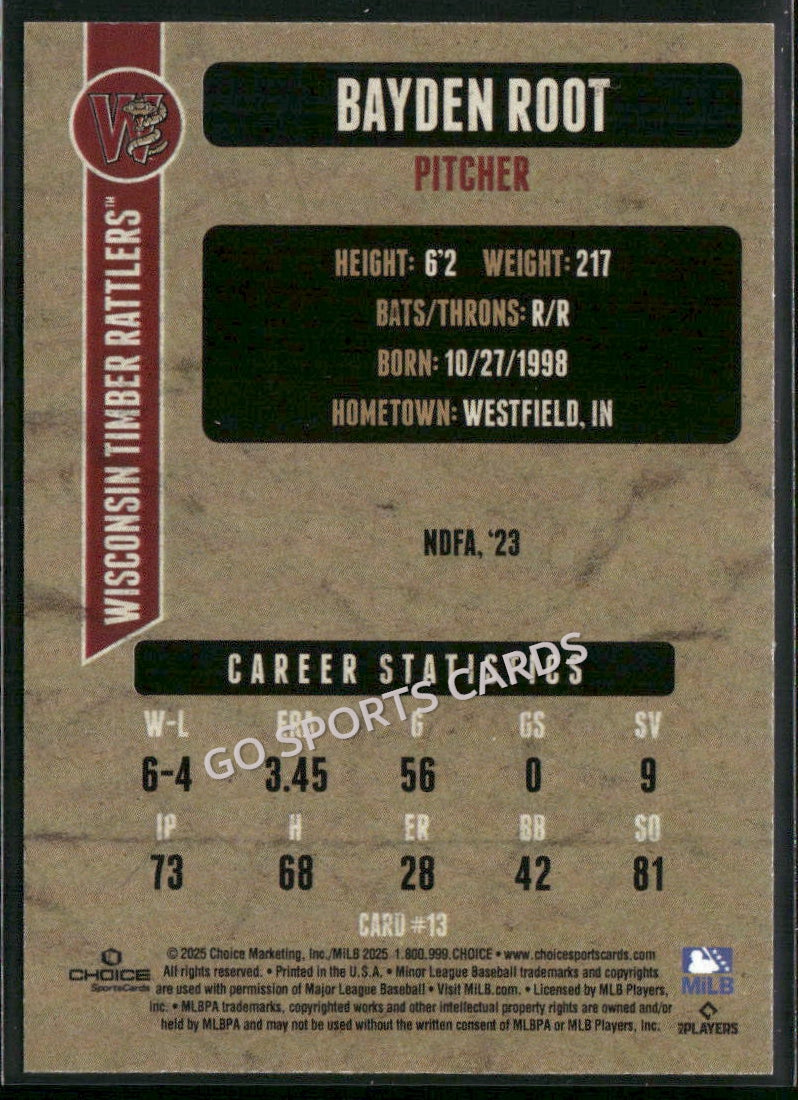 BAYDEN ROOT
PITCHER
W
WISCONSIN TIMBER RATTLERS™
HEIGHT: 6'2 WEIGHT: 217
BATS/THRONS: R/R
BORN: 10/27/1998
HOMETOWN: WESTFIELD, IN
NDFA, '23
CAREER STATISTICS
GO SPORTS CARDS
W-L ERA G GS SV
6-4 3.45 56 0 9
IP H ER BB SO
73 68 28 42 81
CARD #13
© 2025 Choice Marketing, Inc./MiLB 2025 1.800.999.CHOICE • www.choicesportscards.com
All rights reserved. • Printed in the U.S.A. • Minor League Baseball trademarks and copyrights
are used with permission of Major League Baseball • Visit MiLB.com. • Licensed by MLB Players,
Inc. • MLBPA trademarks, copyrighted works and other intellectual property rights are owned and/or
held by MLBPA and may not be used without the written consent of MLBPA or MLB Players, Inc.
CHOICE
SportsCards
MiLB
PLAYERS